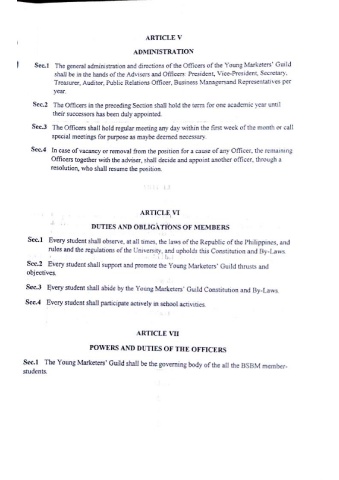 ARTICLE V
ADMINISTRATION
Sec.1 The general administration and directions of the Officers of the Young Marketers' Guild
shall be in the hands of the Advisers and Officers: President, Vice-President, Secretary,
Treasurer, Auditor, Public Relations Officer, Business Managersand Representatives per
year.
Sec.2 The Officers in the preceding Section shall hold the term for one academic year until
their successors has been duly appointed.
Sec.3 The Officers shall hold regular meeting any day within the first week of the month or call
special meetings for purpose as maybe deemed necessary.
Sec.4 In case of vacancy or removal from the position for a cause of any Officer, the remaining
Officers together with the adviser, shall decide and appoint another officer, through a
resolution, who shall resume the position.
ARTICLE VI
DUTIES AND OBLIGATIONS OF MEMBERS
Sec.1 Every student shall observe, at all times, the laws of the Republic of the Philippines, and
rules and the regulations of the University, and upholds this Constitution and By-Laws.
Sec.2 Every student shall support and promote the Young Marketers' Guild thrusts and
objectives.
Sec.3 Every student shall abide by the Young Marketers' Guild Constitution and By-Laws.
Sec.4 Every student shall participate actively in school activities.
ARTICLE VII
POWERS AND DUTIES OF THE OFFICERS
Sec.1 The Young Marketers' Guild shall be the governing body of the all the BSBM member-
students.